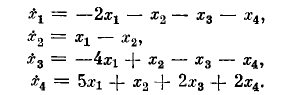 ẋ₁ = −2x₁ − x₂ − x₃ − x₄,
ẋ₂ = x₁ − x₂,
ẋ₃ = −4x₁ + x₂ − x₃ − x₄,
ẋ₄ = 5x₁ + x₂ + 2x₃ + 2x₄.